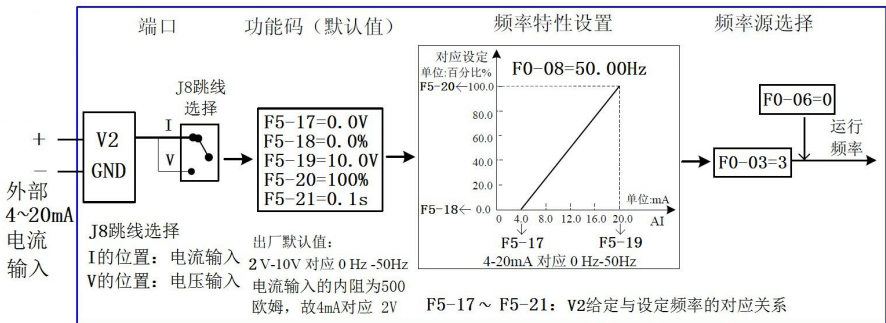 端口
功能码（默认值）
频率特性设置
频率源选择
+
－
外部
4~20mA
电流
输入
V2
GND
J8跳线
选择
I
V
J8跳线选择
I的位置：电流输入
V的位置：电压输入
F5-17=0.0V
F5-18=0.0%
F5-19=10.0V
F5-20=100%
F5-21=0.1s
出厂默认值：
2V-10V 对应 0 Hz -50Hz
电流输入的内阻为500
欧姆，故4mA对应 2V
对应设定
单位:百分比%
F0-08=50.00Hz
F5-20←100.0
80.0
60.0
40.0
20.0
F5-18← 0.0
0 4.0 8.0 12.0 16.0 20.0
单位:mA
AI
F5-17
F5-19
4-20mA 对应 0 Hz-50Hz
F5-17～ F5-21：V2给定与设定频率的对应关系
F0-06=0
运行
频率
F0-03=3